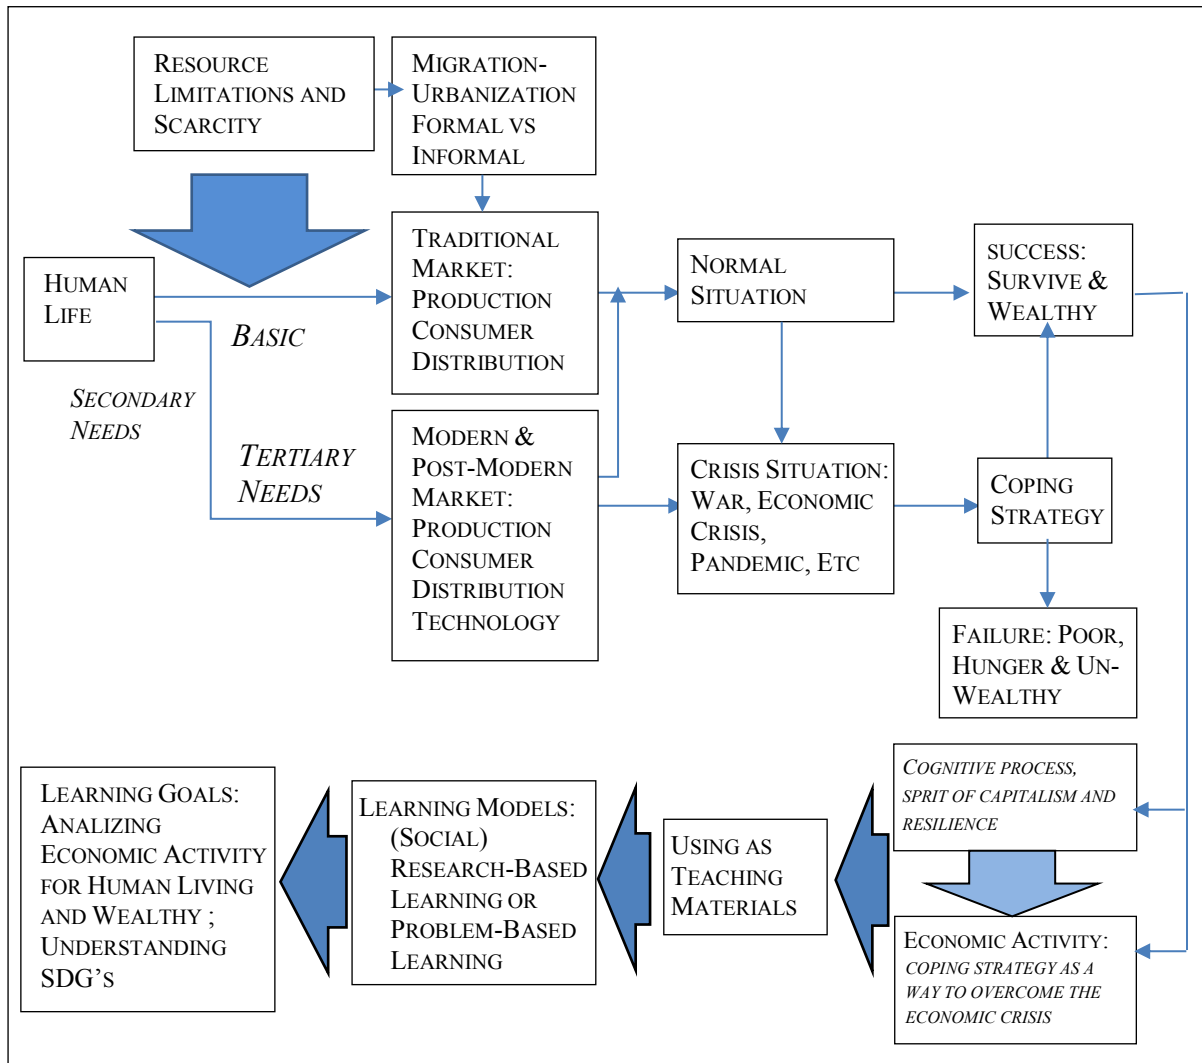 RESOURCE
LIMITATIONS AND
SCARCITY
MIGRATION-
URBANIZATION
FORMAL VS
INFORMAL
HUMAN
LIFE
BASIC
SECONDARY
NEEDS
TERTIARY
NEEDS
TRADITIONAL
MARKET:
PRODUCTION
CONSUMER
DISTRIBUTION
MODERN &
POST-MODERN
MARKET:
PRODUCTION
CONSUMER
DISTRIBUTION
TECHNOLOGY
NORMAL
SITUATION
CRISIS SITUATION:
WAR, ECONOMIC
CRISIS,
PANDEMIC, ETC
SUCCESS:
SURVIVE &
WEALTHY
COPING
STRATEGY
FAILURE: POOR,
HUNGER & UN-
WEALTHY
COGNITIVE PROCESS,
SPRIT OF CAPITALISM AND
RESILIENCE
ECONOMIC ACTIVITY:
COPING STRATEGY AS A
WAY TO OVERCOME THE
ECONOMIC CRISIS
USING AS
TEACHING
MATERIALS
LEARNING MODELS:
(SOCIAL)
RESEARCH-BASED
LEARNING OR
PROBLEM-BASED
LEARNING
LEARNING GOALS:
ANALIZING
ECONOMIC ACTIVITY
FOR HUMAN LIVING
AND WEALTHY ;
UNDERSTANDING
SDG'S